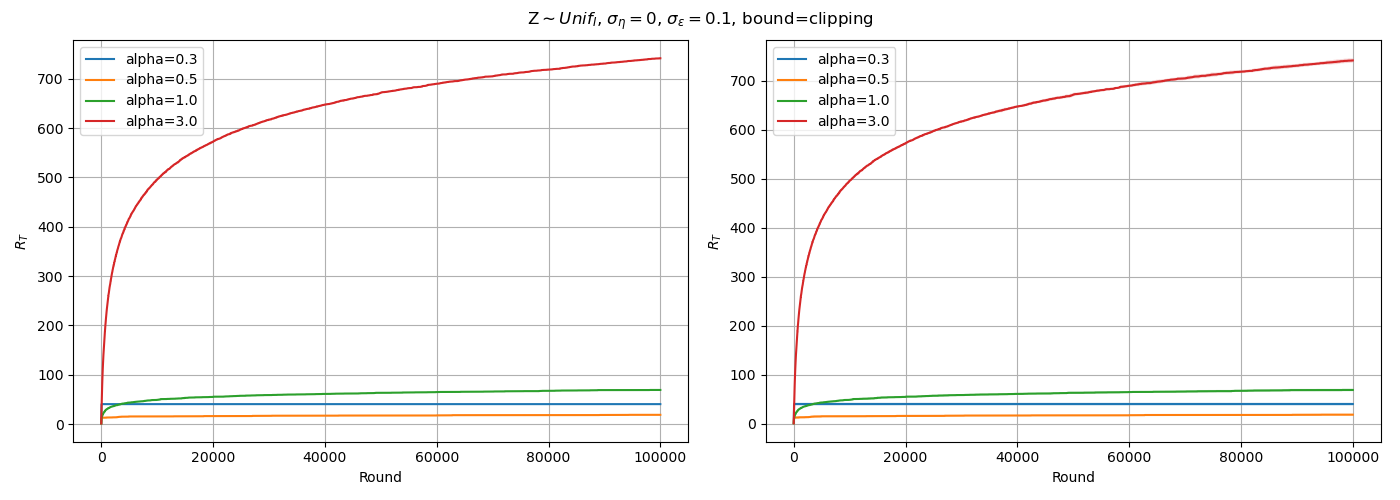 Z ∼ Unif_I, σ_η = 0, σ_ε = 0.1, bound=clipping
R_T
700
600
500
400
300
200
100
0
alpha=0.3
alpha=0.5
alpha=1.0
alpha=3.0
0 20000 40000 60000 80000 100000
Round
R_T
700
600
500
400
300
200
100
0
alpha=0.3
alpha=0.5
alpha=1.0
alpha=3.0
0 20000 40000 60000 80000 100000
Round